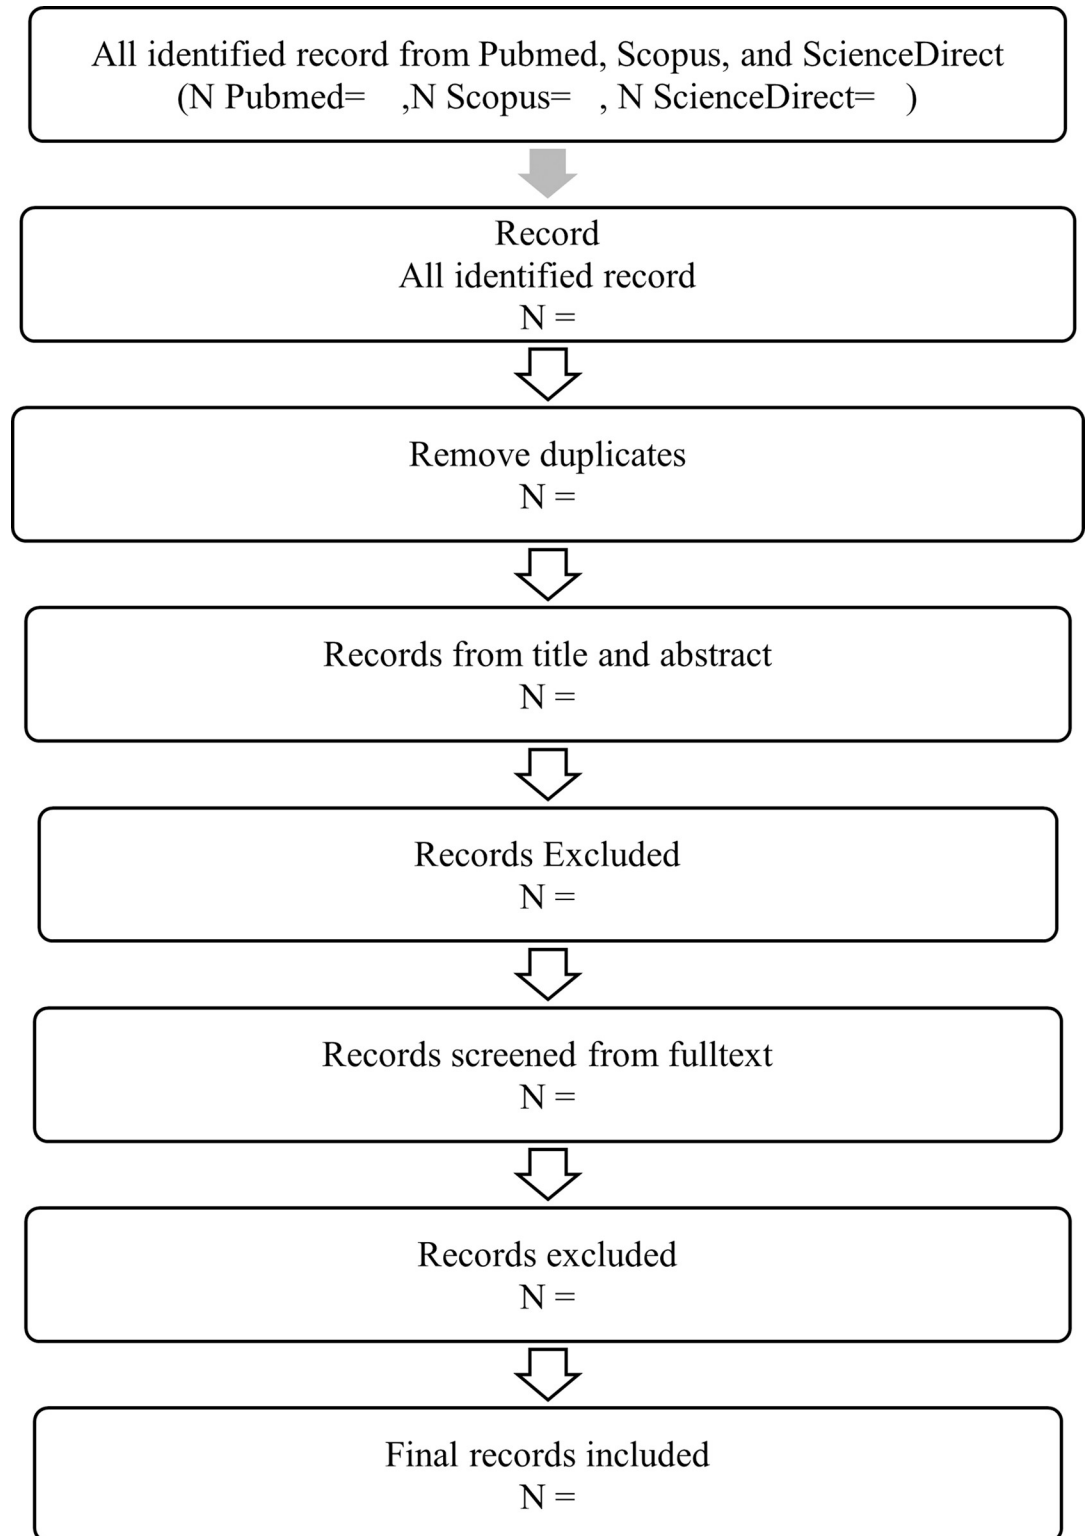 All identified record from Pubmed, Scopus, and ScienceDirect
(N Pubmed=    ,N Scopus=   , N ScienceDirect=   )
Record
All identified record
N =
Remove duplicates
N =
Records from title and abstract
N =
Records Excluded
N =
Records screened from fulltext
N =
Records excluded
N =
Final records included
N =